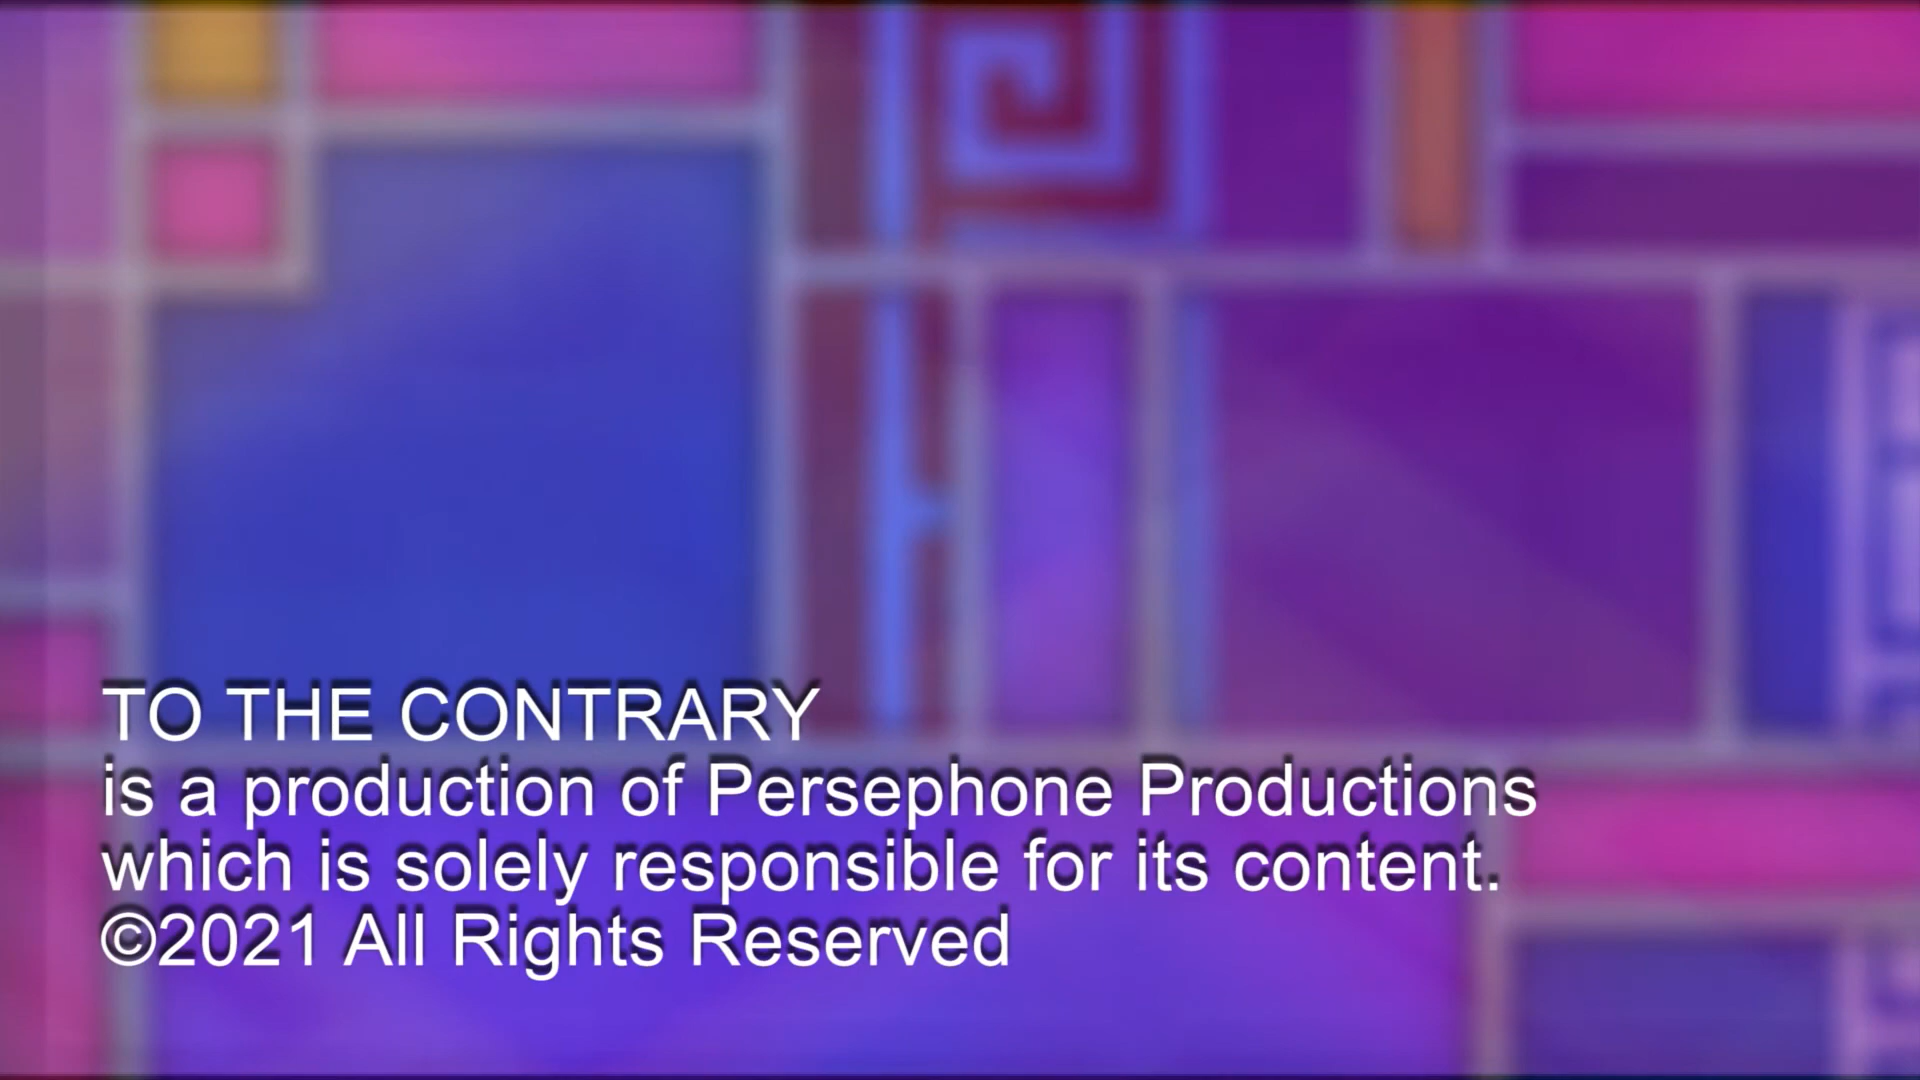 TO THE CONTRARY
is a production of Persephone Productions
which is solely responsible for its content.
©2021 All Rights Reserved